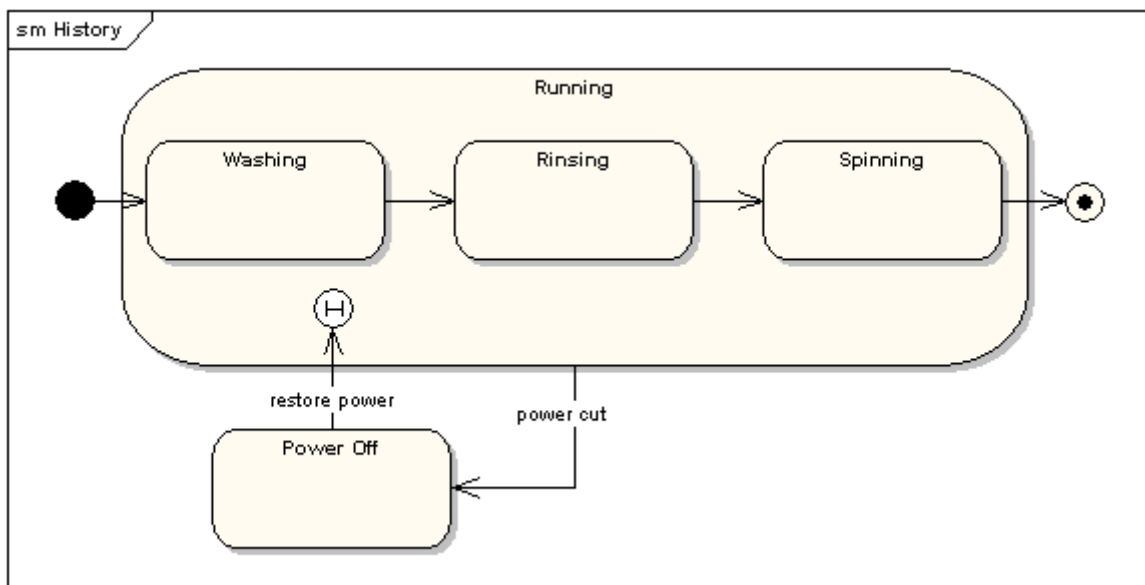 sm History
Running
Washing
Rinsing
Spinning
H
restore power
power cut
Power Off